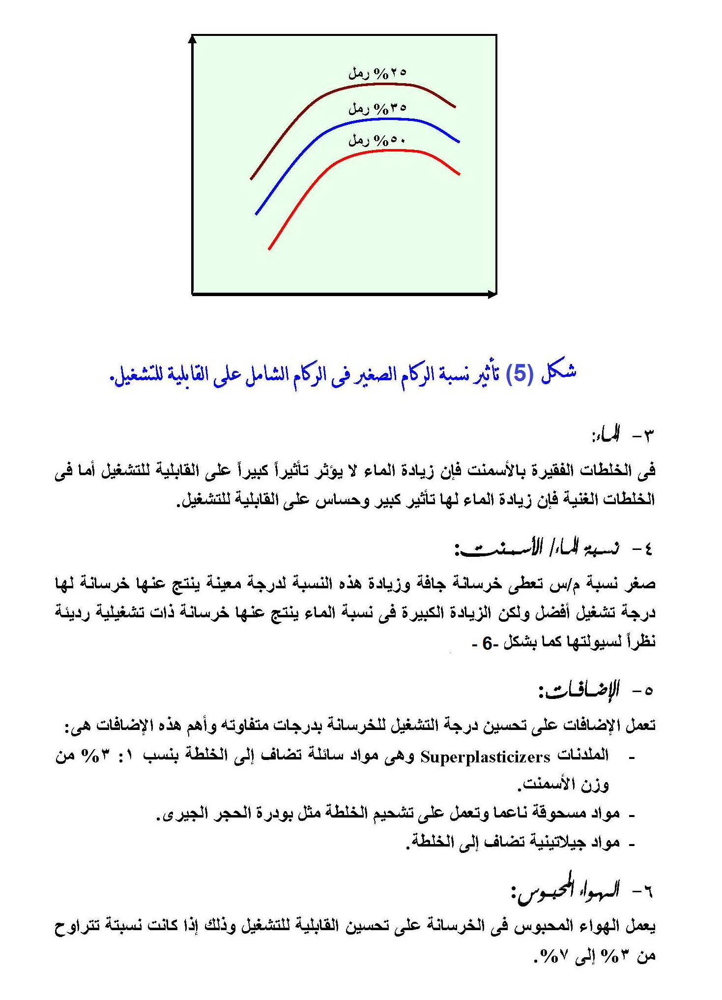 ٢٥% رمل
٣٥% رمل
٥٠% رمل
شكل (5) تأثير نسبة الركام الصغير فى الركام الشامل على القابلية للتشغيل.
٣- الماء:
فى الخلطات الفقيرة بالأسمنت فإن زيادة الماء لا يؤثر تأثيراً كبيراً على القابلية للتشغيل أما فى
الخلطات الغنية فإن زيادة الماء لها تأثير كبير وحساس على القابلية للتشغيل.
٤- نسبة الماء/ الأسمنت:
صغر نسبة م/س تعطى خرسانة جافة وزيادة هذه النسبة لدرجة معينة ينتج عنها خرسانة لها
درجة تشغيل أفضل ولكن الزيادة الكبيرة فى نسبة الماء ينتج عنها خرسانة ذات تشغيلية رديئة
نظراً لسيولتها كما بشكل -6 -
٥- الإضافات:
تعمل الإضافات على تحسين درجة التشغيل للخرسانة بدرجات متفاوته وأهم هذه الإضافات هى:
- الملدنات Superplasticizers وهى مواد سائلة تضاف إلى الخلطة بنسب ١: ٣% من
وزن الأسمنت.
- مواد مسحوقة ناعما وتعمل على تشحيم الخلطة مثل بودرة الحجر الجيرى.
- مواد جيلاتينية تضاف إلى الخلطة.
٦- الهواء المحبوس:
يعمل الهواء المحبوس فى الخرسانة على تحسين القابلية للتشغيل وذلك إذا كانت نسبتة تتراوح
من ٣% إلى ٧%.